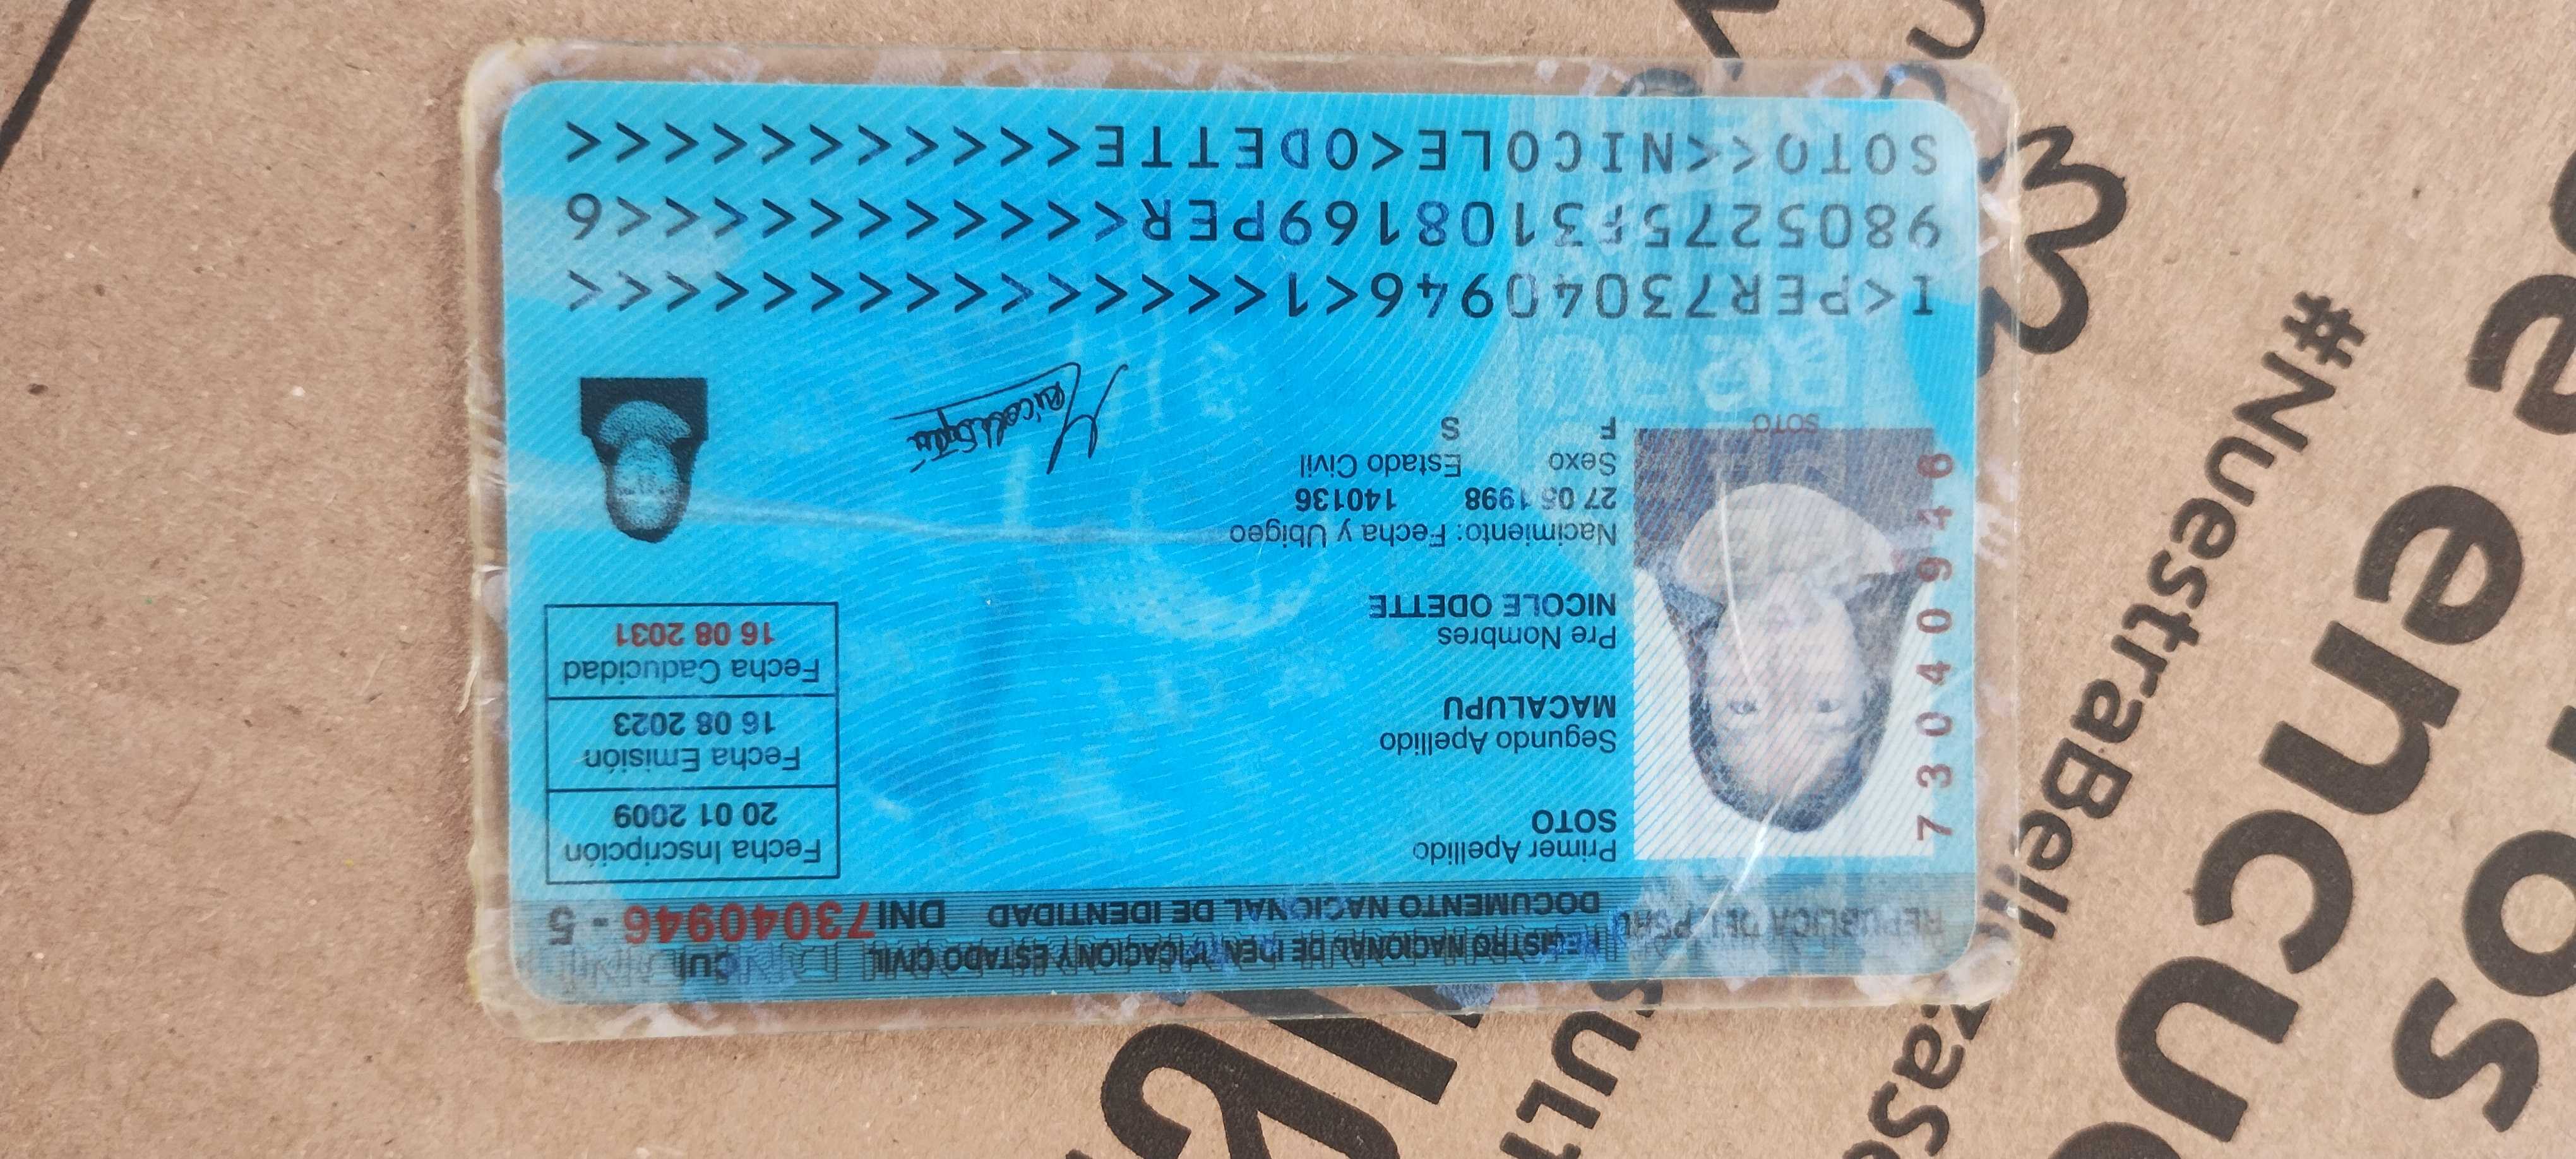 REPUBLICA DEL PERU
REGISTRO NACIONAL DE IDENTIFICACION Y ESTADO CIVIL
CUI
DOCUMENTO NACIONAL DE IDENTIDAD
DNI 73040946 - 5
Primer Apellido
SOTO
Segundo Apellido
MACALUPU
Pre Nombres
NICOLE ODETTE
Nacimiento: Fecha y Ubigeo
27 05 1998 140136
Sexo Estado Civil
F S
Fecha Inscripción
20 01 2009
Fecha Emisión
16 08 2023
Fecha Caducidad
16 08 2031
73040946
SOTO
I<PER73040946<1<<<<<<<<<<<<<<<
9805275F3108169PER<<<<<<<<<<<6
SOTO<<NICOLE<ODETTE<<<<<<<<<<<
#NuestraBell